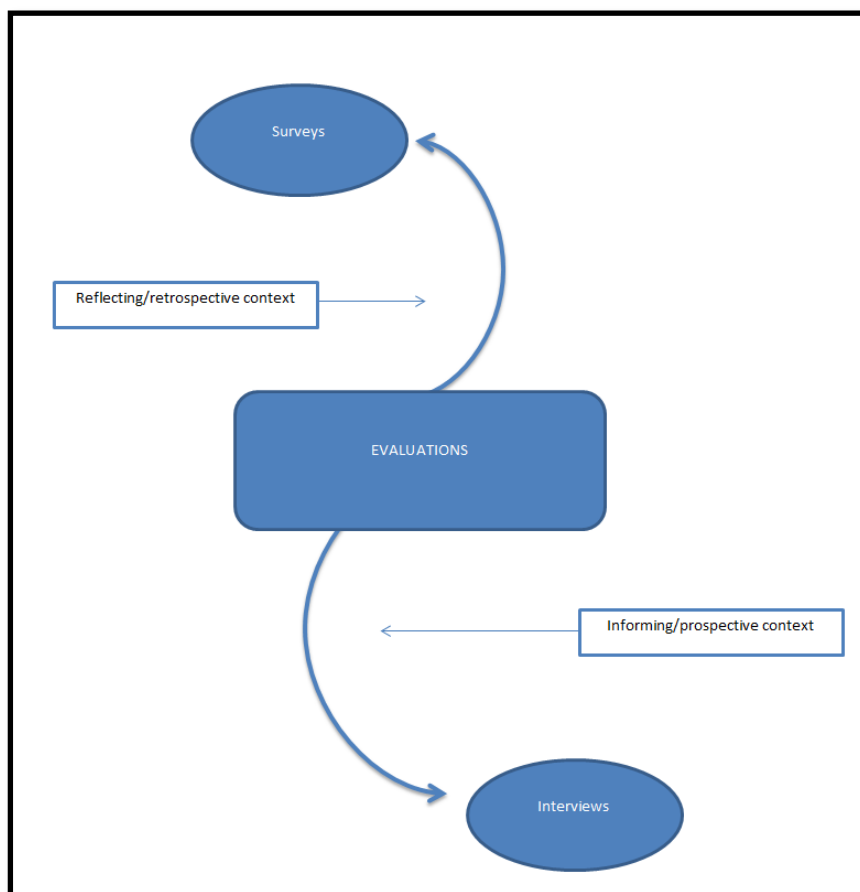 Surveys
Reflecting/retrospective context
EVALUATIONS
Informing/prospective context
Interviews